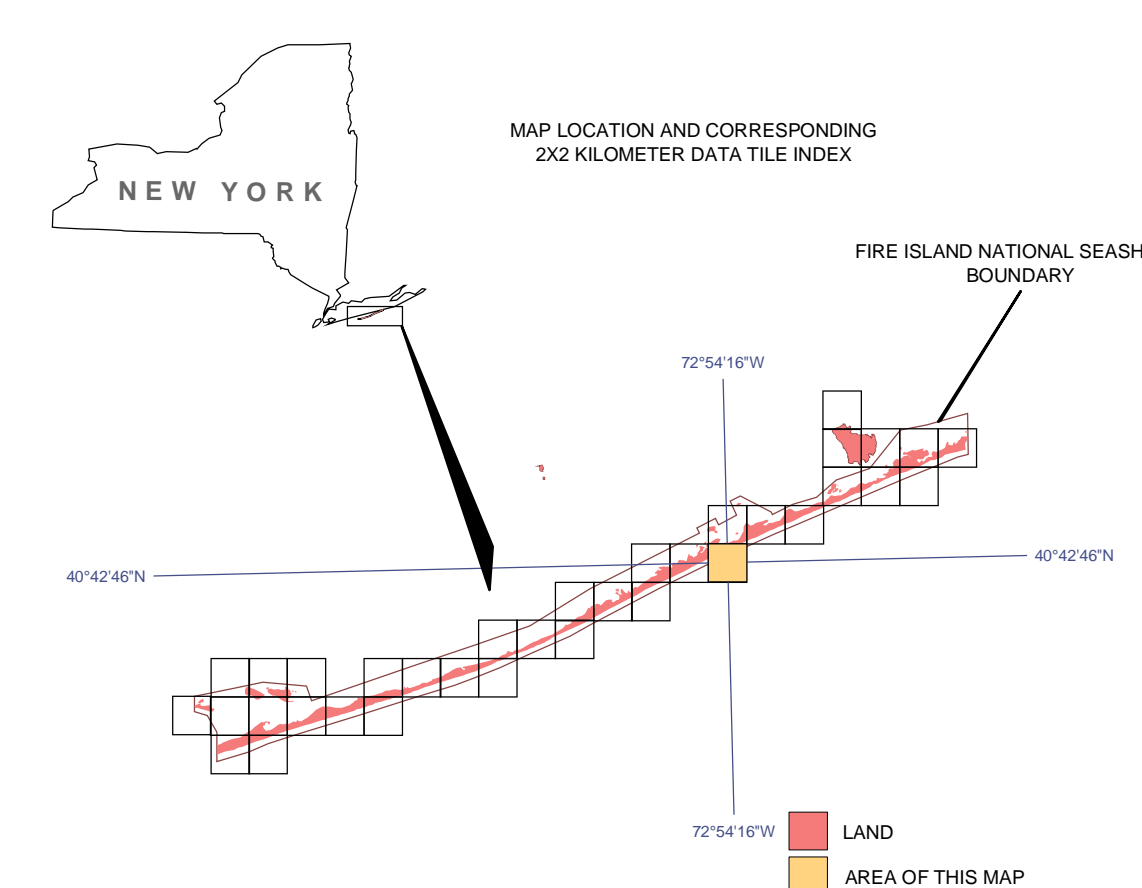 MAP LOCATION AND CORRESPONDING
2X2 KILOMETER DATA TILE INDEX
NEW YORK
FIRE ISLAND NATIONAL SEASH
BOUNDARY
72°54'16"W
40°42'46"N
40°42'46"N
72°54'16"W
LAND
AREA OF THIS MAP